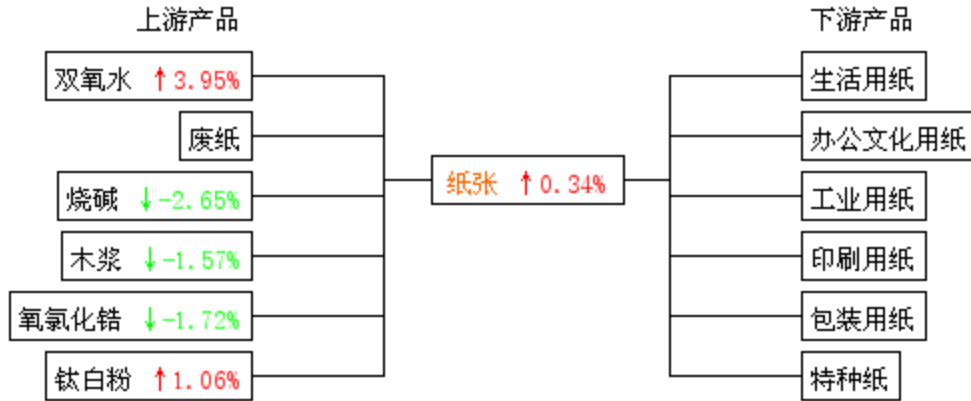 上游产品
下游产品
双氧水 ↑3.95%
废纸
烧碱 ↓-2.65%
木浆 ↓-1.57%
氧氯化锆 ↓-1.72%
钛白粉 ↑1.06%
纸张 ↑0.34%
生活用纸
办公文化用纸
工业用纸
印刷用纸
包装用纸
特种纸